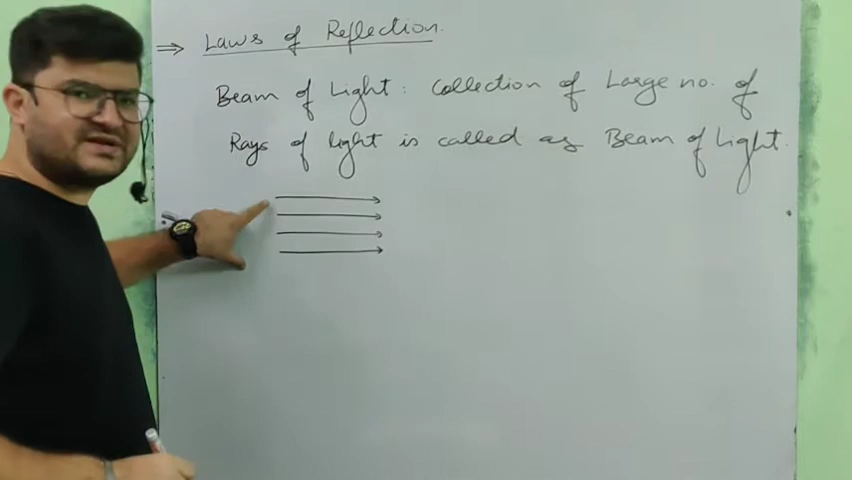 ⇒ Laws of Reflection.
Beam of Light : Collection of Large no. of
Rays of light is called as Beam of Light.